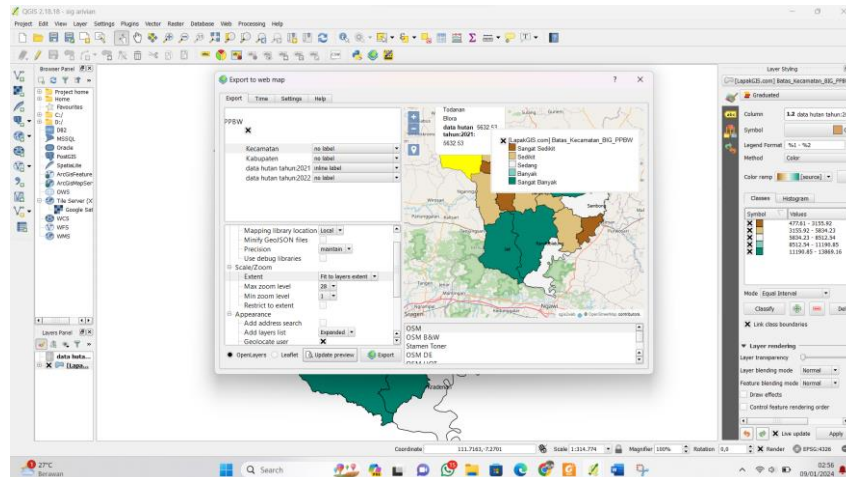 QGIS 2.18.18 - sig arivian
Project Edit View Layer Settings Plugins Vector Raster Database Web Processing Help
Browser Panel
Project home
Home
Favourites
C:/
D:/
DB2
MSSQL
Oracle
PostGIS
SpatiaLite
ArcGisFeature
ArcGisMapSer
OWS
Tile Server (X
Google Sat
WCS
WFS
WMS
Layers Panel
data huta...
[Lapa...
Export to web map
Export Time Settings Help
PPBW
Kecamatan no label
Kabupaten no label
data hutan tahun:2021 inline label
data hutan tahun:2022 no label
Mapping library location Local
Minify GeoJSON files
Precision maintain
Use debug libraries
Scale/Zoom
Extent Fit to layers extent
Max zoom level 28
Min zoom level 1
Restrict to extent
Appearance
Add address search
Add layers list Expanded
Geolocate user
OpenLayers Leaflet Update preview Export
Todanan
Blora
data hutan 5632.53
tahun:2021:
5632.53
[LapakGIS.com] Batas_Kecamatan_BIG_PPBW
Sangat Sedikit
Sedikit
Sedang
Banyak
Sangat Banyak
OSM
OSM B&W
Stamen Toner
OSM DE
Layer Styling
[LapakGIS.com] Batas_Kecamatan_BIG_PPB
Graduated
Column 1.2 data hutan tahun:2
Symbol
Legend Format %1 - %2
Method Color
Color ramp [source]
Classes Histogram
Symbol Values
477.61 - 3155.92
3155.92 - 5834.23
5834.23 - 8512.54
8512.54 - 11190.85
11190.85 - 13869.16
Mode Equal Interval
Classify Del
Link class boundaries
Layer rendering
Layer transparency
Layer blending mode Normal
Feature blending mode Normal
Draw effects
Control feature rendering order
Live update Apply
Coordinate 111.7163,-7.2701 Scale 1:314.774 Magnifier 100% Rotation 0,0 Render EPSG:4326
27°C
Berawan
Search
02:56
09/01/2024